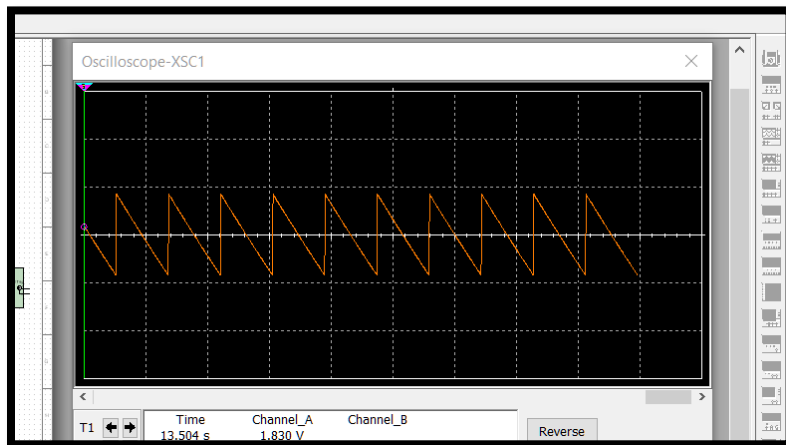 Oscilloscope-XSC1
T1 Time Channel_A Channel_B
13.504 s 1.830 V
Reverse